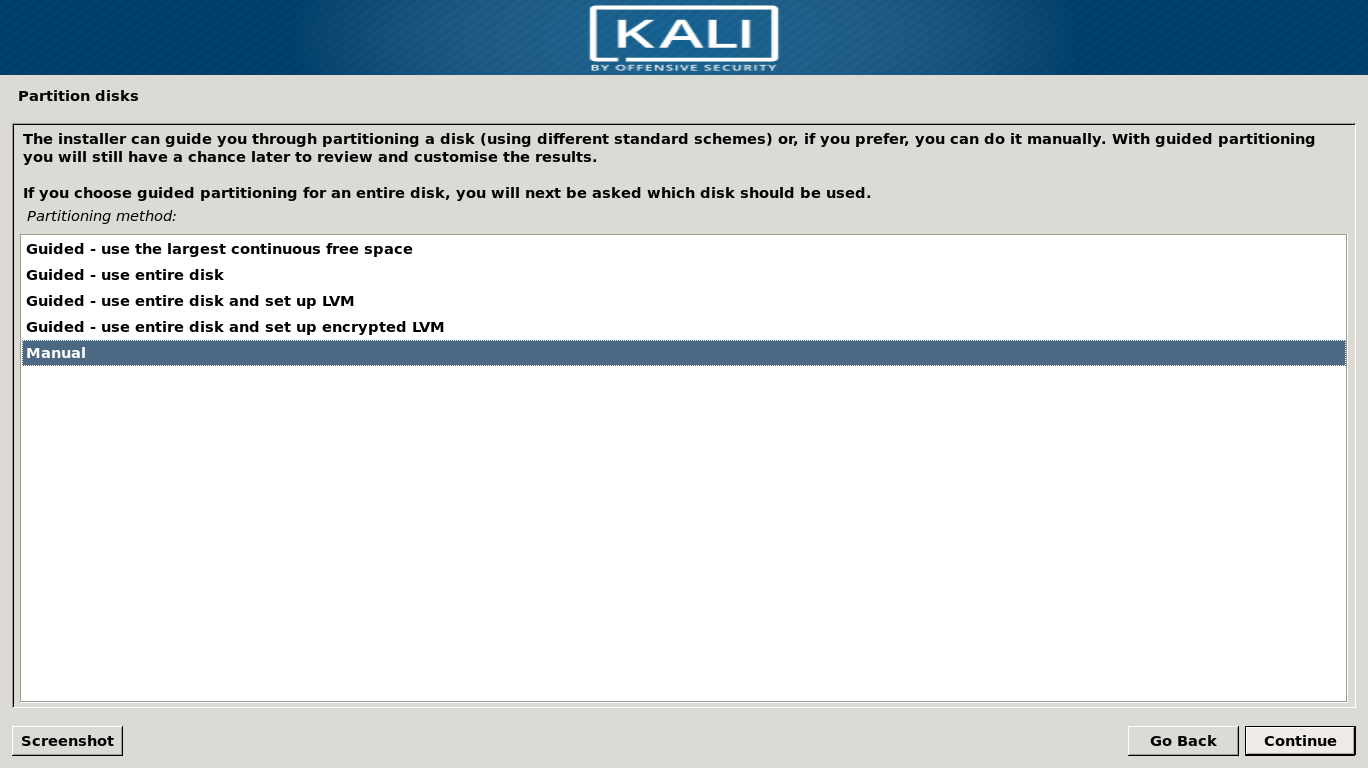 KALI
BY OFFENSIVE SECURITY
Partition disks
The installer can guide you through partitioning a disk (using different standard schemes) or, if you prefer, you can do it manually. With guided partitioning
you will still have a chance later to review and customise the results.
If you choose guided partitioning for an entire disk, you will next be asked which disk should be used.
Partitioning method:
Guided - use the largest continuous free space
Guided - use entire disk
Guided - use entire disk and set up LVM
Guided - use entire disk and set up encrypted LVM
Manual
Screenshot
Go Back
Continue